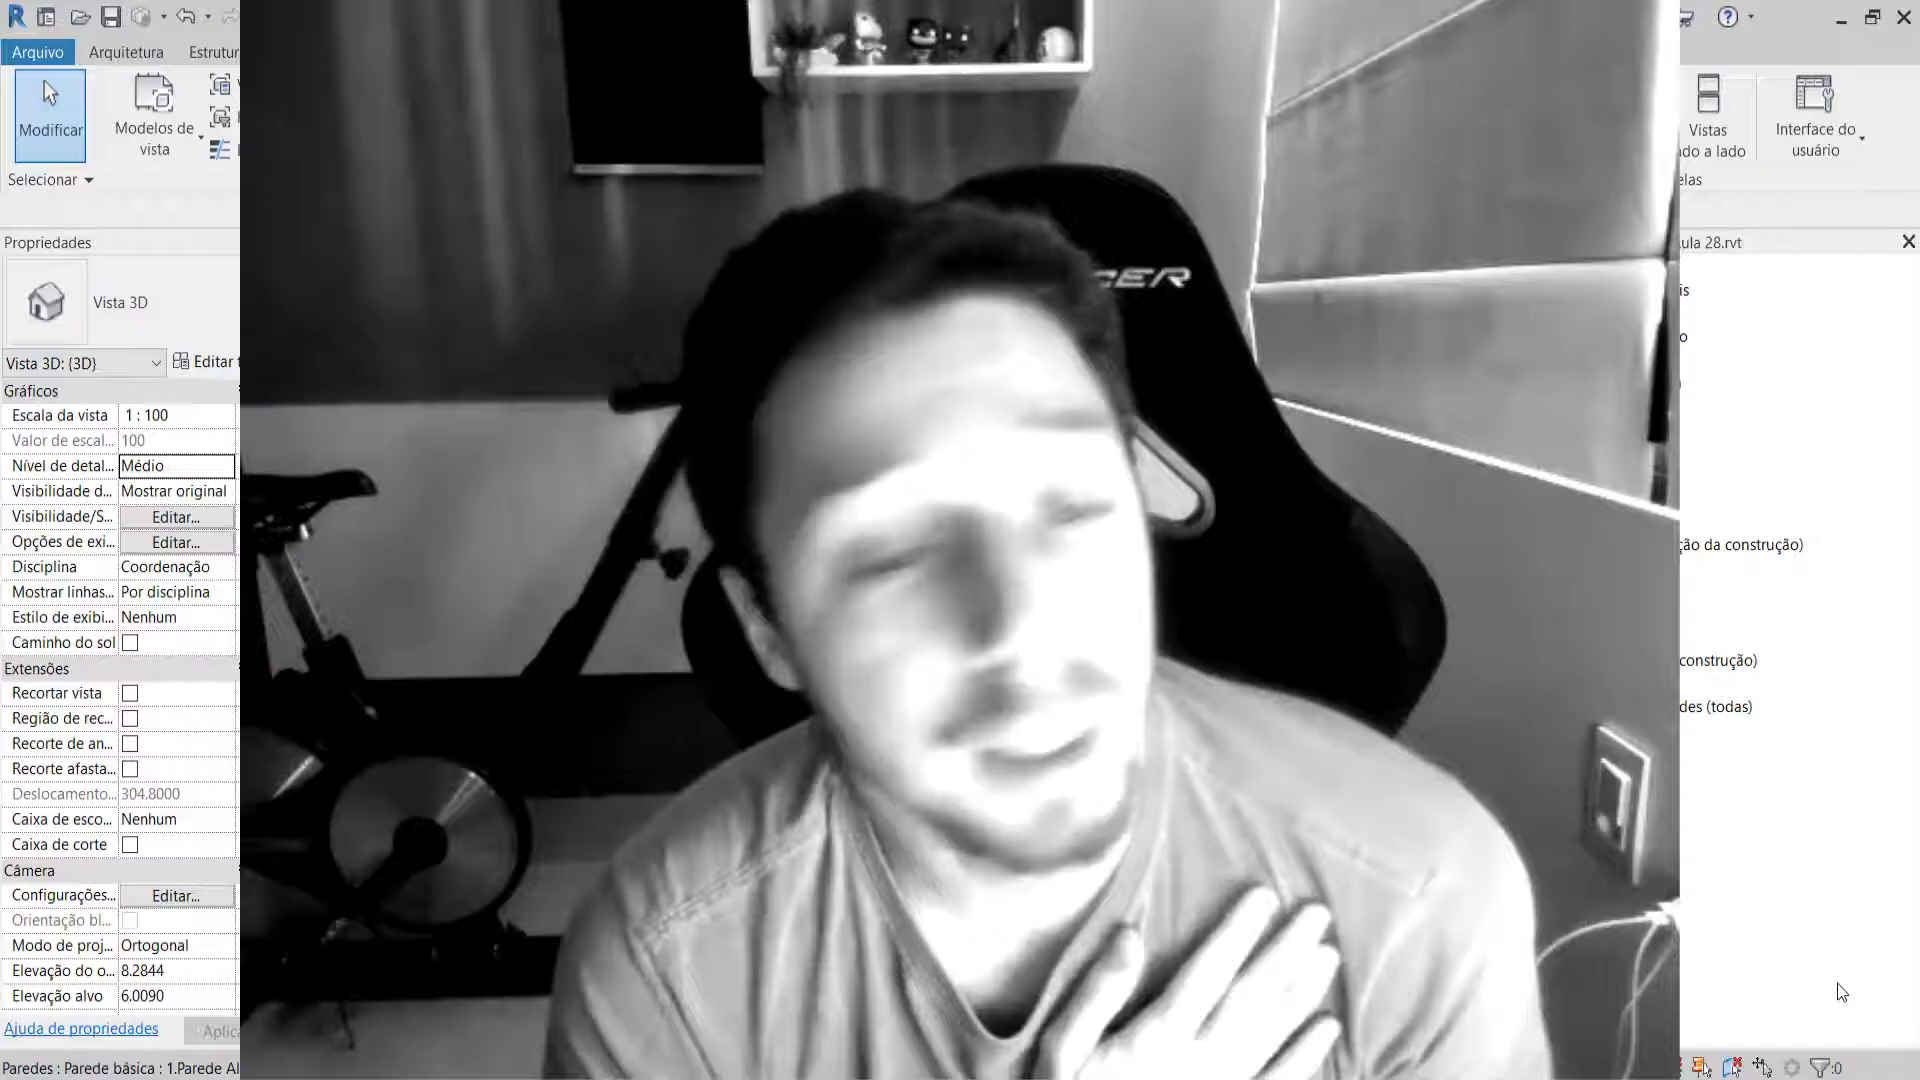 Arquivo
Arquitetura
Estrutur
Modificar
Modelos de
vista
Selecionar
Vistas
do a lado
Interface do
usuário
elas
Propriedades
ula 28.rvt
Vista 3D
Vista 3D: {3D}
Editar
Gráficos
Escala da vista 1 : 100
Valor de escal... 100
Nível de detal... Médio
Visibilidade d... Mostrar original
Visibilidade/S... Editar...
Opções de exi... Editar...
Disciplina Coordenação
Mostrar linhas... Por disciplina
Estilo de exibi... Nenhum
Caminho do sol
Extensões
Recortar vista
Região de rec...
Recorte de an...
Recorte afasta...
Deslocamento... 304.8000
Caixa de esco... Nenhum
Caixa de corte
Câmera
Configurações... Editar...
Orientação bl...
Modo de proj... Ortogonal
Elevação do o... 8.2844
Elevação alvo 6.0090
Ajuda de propriedades
Aplic
Paredes : Parede básica : 1.Parede Al
CER
is
o
ção da construção)
construção)
des (todas)
:0